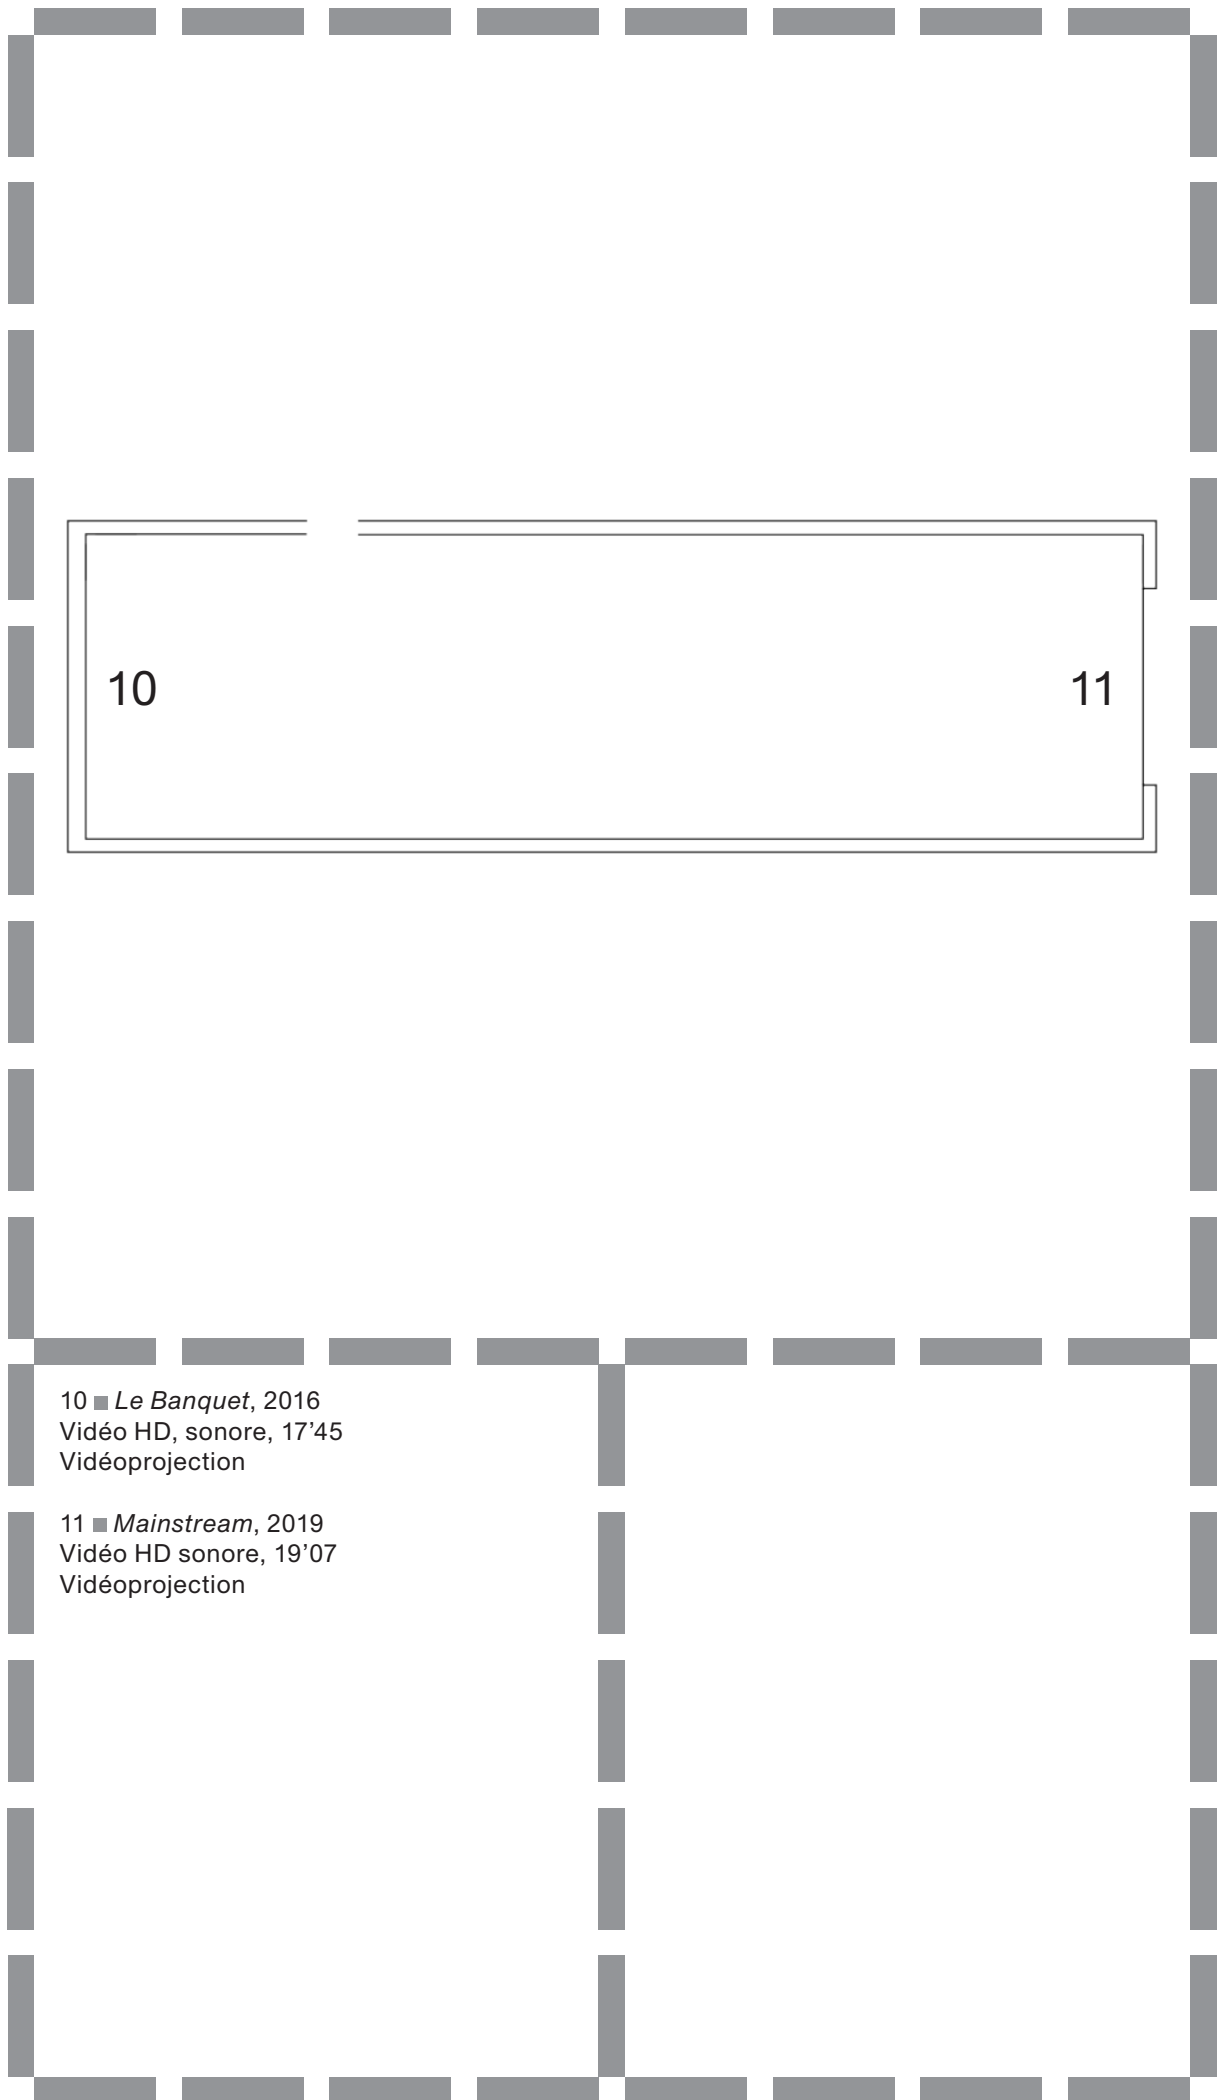 10
11
10 ■ Le Banquet, 2016
Vidéo HD, sonore, 17’45
Vidéoprojection
11 ■ Mainstream, 2019
Vidéo HD sonore, 19’07
Vidéoprojection